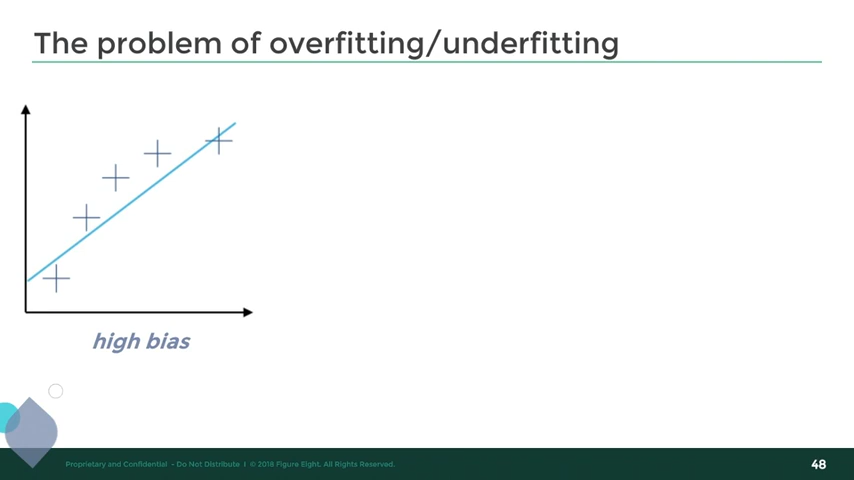 The problem of overfitting/underfitting
high bias
Proprietary and Confidential - Do Not Distribute I © 2018 Figure Eight. All Rights Reserved.
48